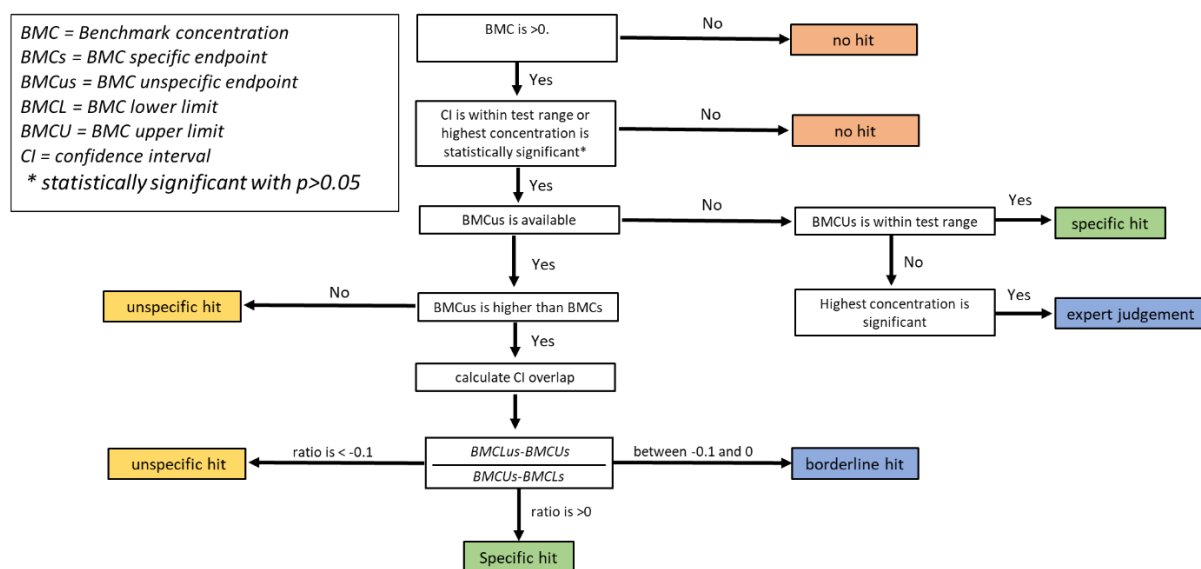 BMC = Benchmark concentration
BMCs = BMC specific endpoint
BMCus = BMC unspecific endpoint
BMCL = BMC lower limit
BMCU = BMC upper limit
CI = confidence interval
* statistically significant with p>0.05
BMC is >0.
No
no hit
Yes
CI is within test range or
highest concentration is
statistically significant*
No
no hit
Yes
BMCus is available
No
BMCUs is within test range
Yes
specific hit
Yes
No
unspecific hit
No
BMCus is higher than BMCs
Highest concentration is
significant
Yes
expert judgement
Yes
calculate CI overlap
unspecific hit
ratio is < -0.1
BMCLus-BMCUs
BMCUs-BMCLs
between -0.1 and 0
borderline hit
ratio is >0
Specific hit